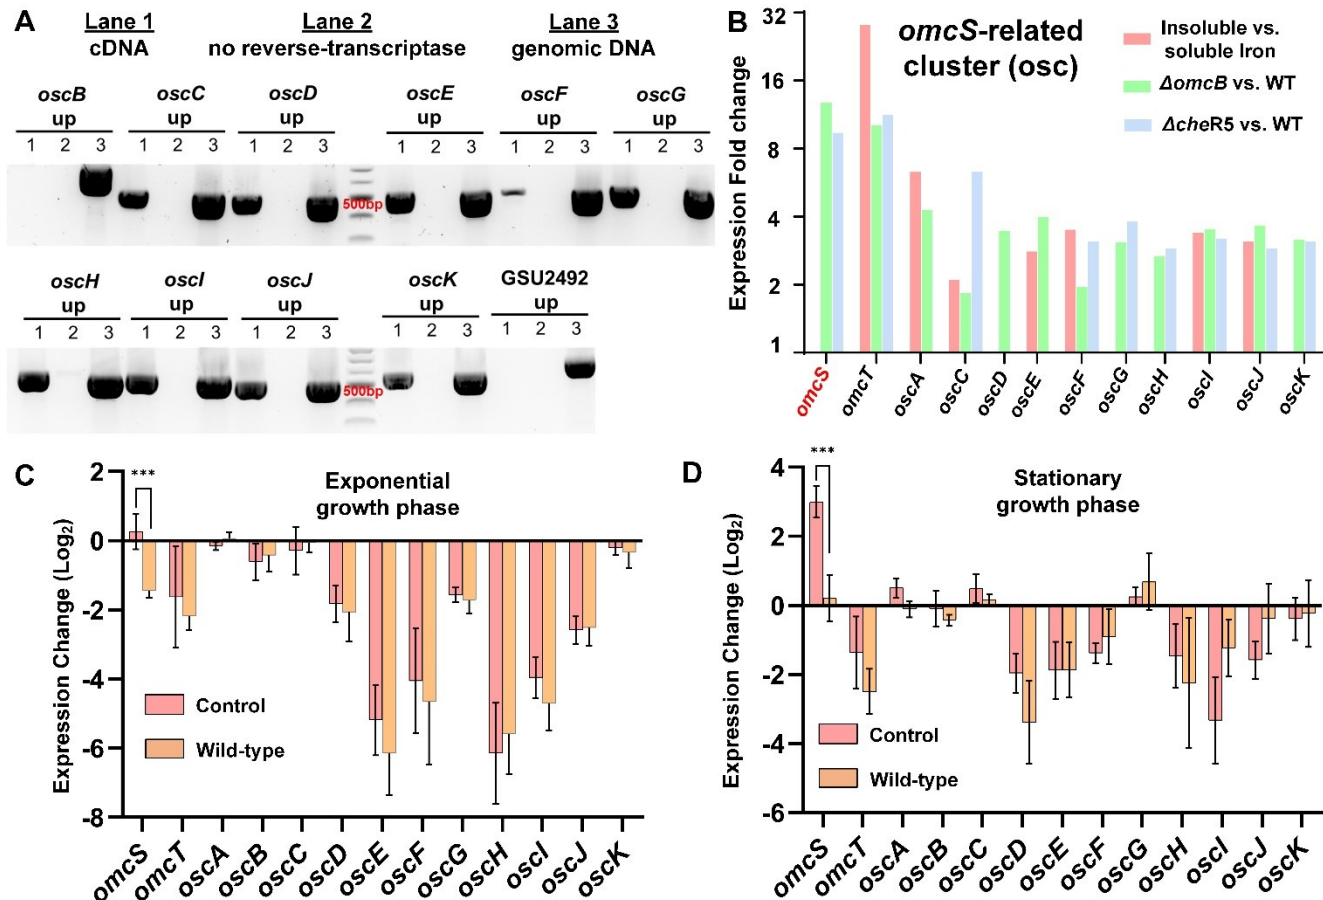 A
Lane 1
cDNA
Lane 2
no reverse-transcriptase
Lane 3
genomic DNA
oscB
up
oscC
up
oscD
up
oscE
up
oscF
up
oscG
up
1 2 3 1 2 3 1 2 3 1 2 3 1 2 3 1 2 3
500bp
oscH
up
oscI
up
oscJ
up
oscK
up
GSU2492
up
1 2 3 1 2 3 1 2 3 1 2 3 1 2 3
500bp
B
omcS-related
cluster (osc)
Insoluble vs.
soluble Iron
ΔomcB vs. WT
ΔcheR5 vs. WT
Expression Fold change
32
16
8
4
2
1
omcS omcT oscA oscC oscD oscE oscF oscG oscH oscI oscJ oscK
C
Exponential
growth phase
***
Expression Change (Log₂)
2
0
-2
-4
-6
-8
Control
Wild-type
omcS omcT oscA oscB oscC oscD oscE oscF oscG oscH oscI oscJ oscK
D
Stationary
growth phase
***
Expression Change (Log₂)
4
2
0
-2
-4
-6
Control
Wild-type
omcS omcT oscA oscB oscC oscD oscE oscF oscG oscH oscI oscJ oscK